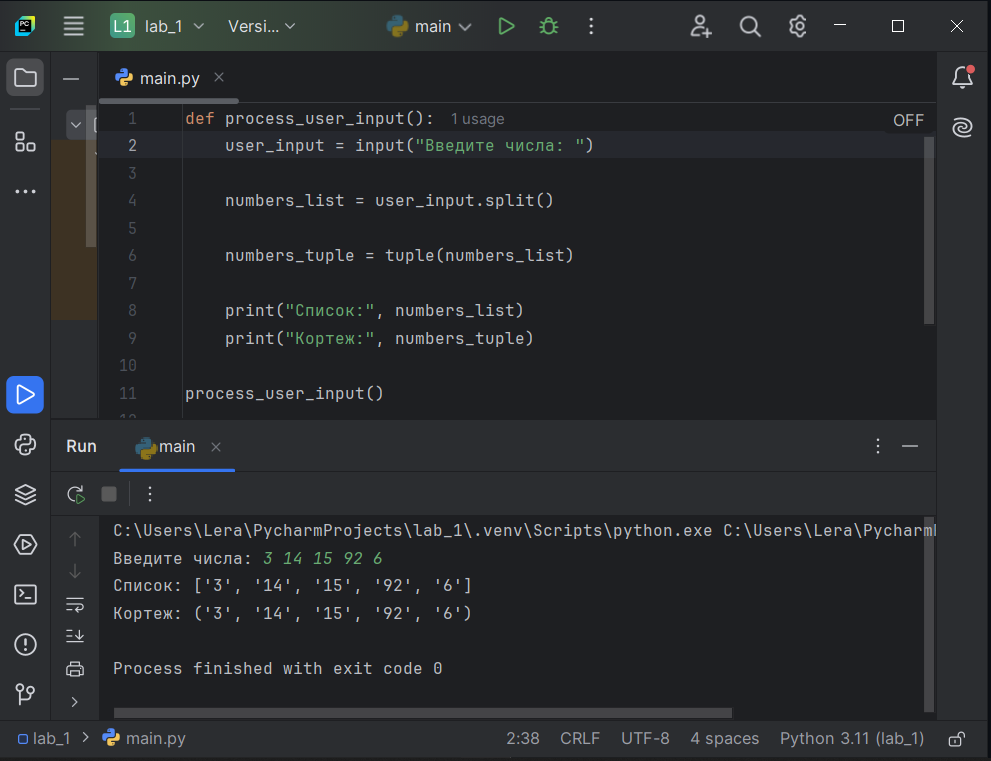 L1 lab_1 Versi... main
main.py
1 def process_user_input(): 1 usage OFF
2 user_input = input("Введите числа: ")
3
4 numbers_list = user_input.split()
5
6 numbers_tuple = tuple(numbers_list)
7
8 print("Список:", numbers_list)
9 print("Кортеж:", numbers_tuple)
10
11 process_user_input()
Run main
C:\Users\Lera\PycharmProjects\lab_1\.venv\Scripts\python.exe C:\Users\Lera\Pycharm
Введите числа: 3 14 15 92 6
Список: ['3', '14', '15', '92', '6']
Кортеж: ('3', '14', '15', '92', '6')
Process finished with exit code 0
lab_1 > main.py 2:38 CRLF UTF-8 4 spaces Python 3.11 (lab_1)